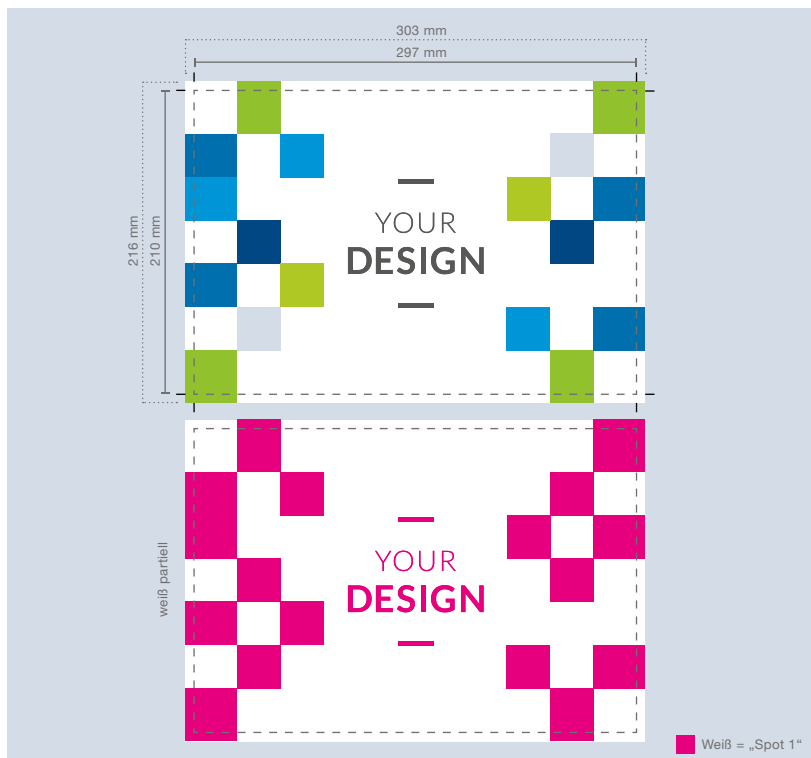 303 mm
297 mm
216 mm
210 mm
YOUR
DESIGN
weiß partiell
YOUR
DESIGN
Weiß = „Spot 1“